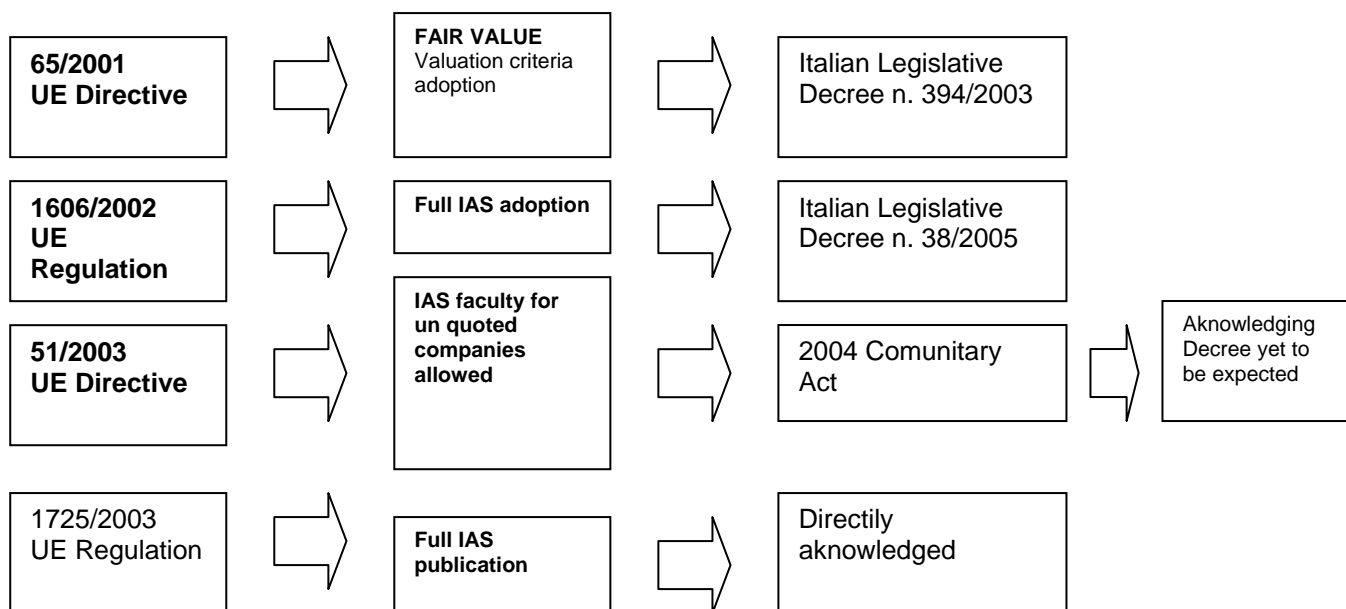 65/2001
UE Directive
FAIR VALUE
Valuation criteria
adoption
Italian Legislative
Decree n. 394/2003
1606/2002
UE
Regulation
Full IAS adoption
Italian Legislative
Decree n. 38/2005
51/2003
UE Directive
IAS faculty for
un quoted
companies
allowed
2004 Comunitary
Act
Aknowledging
Decree yet to
be expected
1725/2003
UE Regulation
Full IAS
publication
Directily
aknowledged